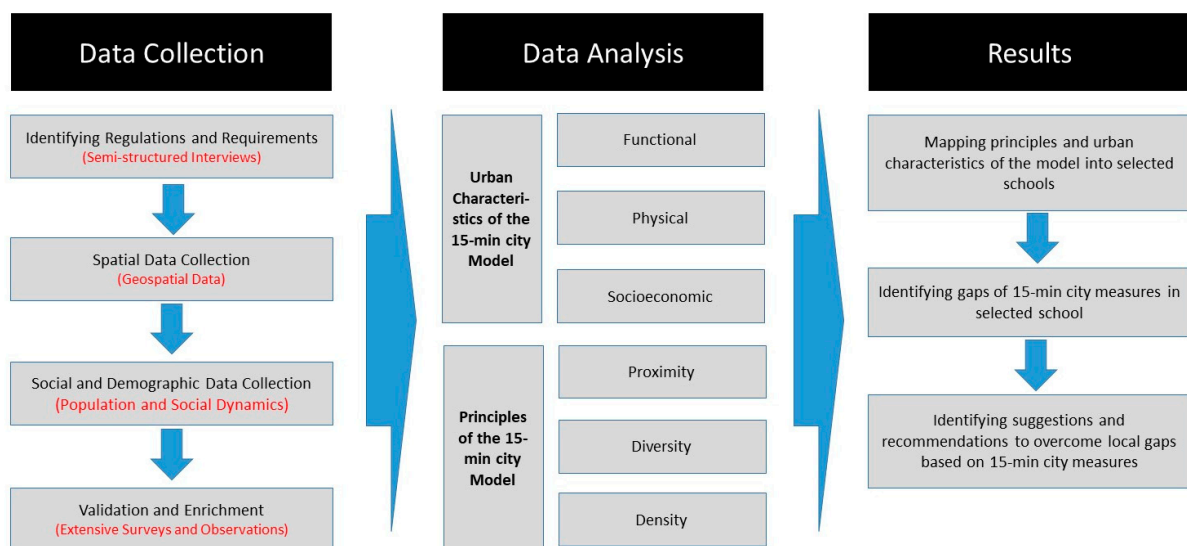 Data Collection
Identifying Regulations and Requirements
(Semi-structured Interviews)
Spatial Data Collection
(Geospatial Data)
Social and Demographic Data Collection
(Population and Social Dynamics)
Validation and Enrichment
(Extensive Surveys and Observations)
Data Analysis
Urban
Characteri-
stics of the
15-min city
Model
Functional
Physical
Socioeconomic
Principles
of the 15-
min city
Model
Proximity
Diversity
Density
Results
Mapping principles and urban
characteristics of the model into selected
schools
Identifying gaps of 15-min city measures in
selected school
Identifying suggestions and
recommendations to overcome local gaps
based on 15-min city measures